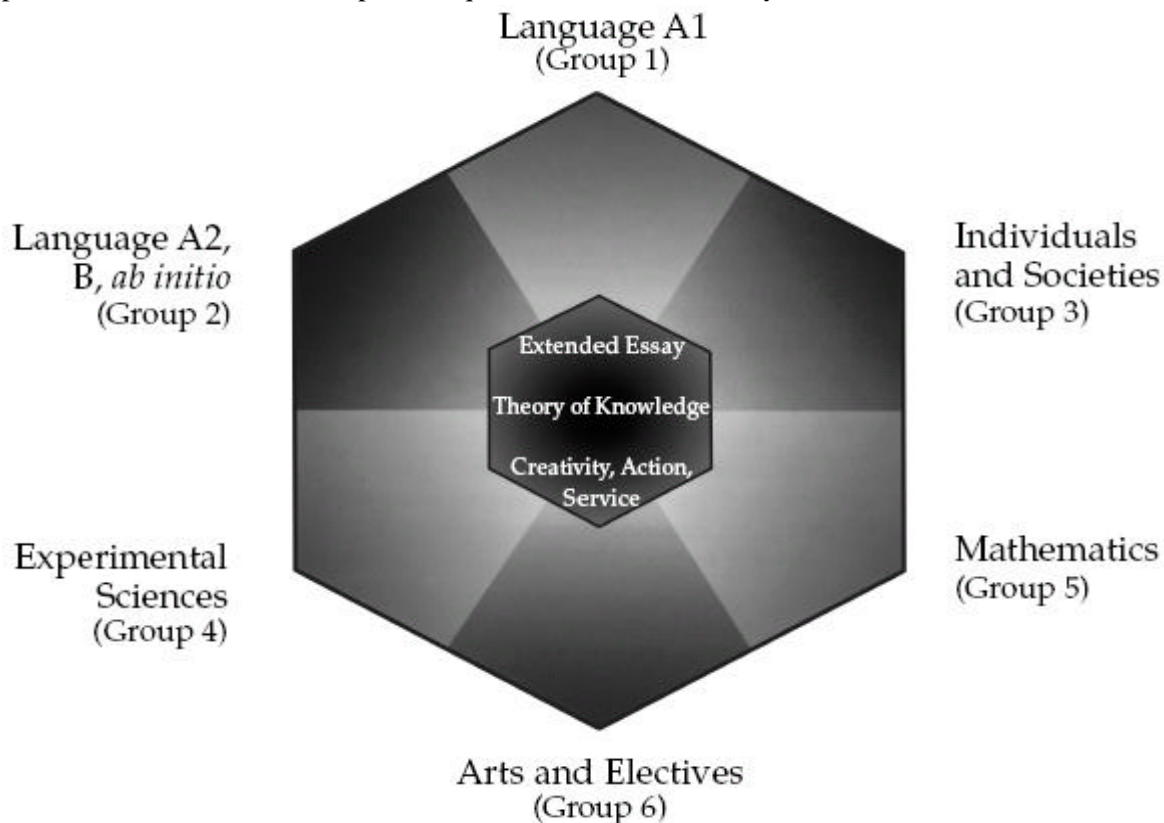 Language A1
(Group 1)
Language A2,
B, ab initio
(Group 2)
Individuals
and Societies
(Group 3)
Extended Essay
Theory of Knowledge
Creativity, Action,
Service
Experimental
Sciences
(Group 4)
Mathematics
(Group 5)
Arts and Electives
(Group 6)